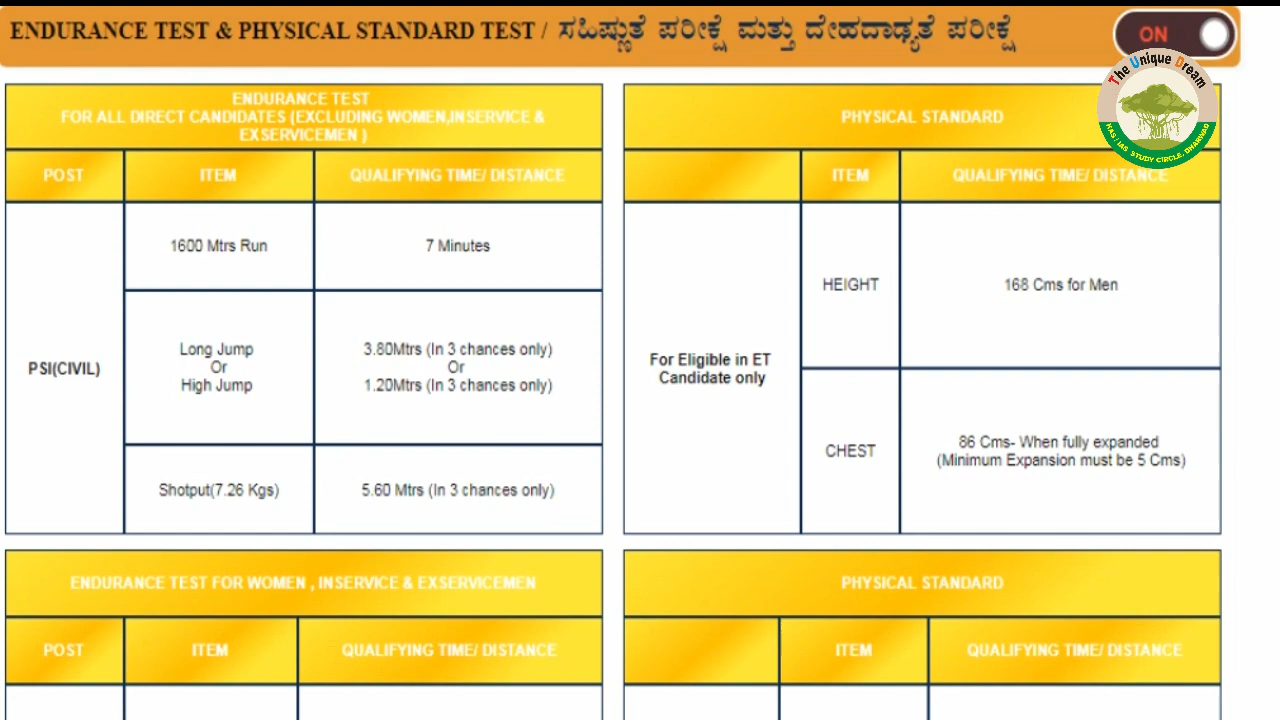 ENDURANCE TEST & PHYSICAL STANDARD TEST / ಸಹಿಷ್ಣುತೆ ಪರೀಕ್ಷೆ ಮತ್ತು ದೇಹದಾರ್ಢ್ಯತೆ ಪರೀಕ್ಷೆ
ON
The Unique Dream
KAS / IAS STUDY CIRCLE, DHARWAD
ENDURANCE TEST
FOR ALL DIRECT CANDIDATES (EXCLUDING WOMEN,INSERVICE &
EXSERVICEMEN )
POST
ITEM
QUALIFYING TIME/ DISTANCE
PSI(CIVIL)
1600 Mtrs Run
7 Minutes
Long Jump
Or
High Jump
3.80Mtrs (In 3 chances only)
Or
1.20Mtrs (In 3 chances only)
Shotput(7.26 Kgs)
5.60 Mtrs (In 3 chances only)
PHYSICAL STANDARD
ITEM
QUALIFYING TIME/ DISTANCE
For Eligible in ET
Candidate only
HEIGHT
168 Cms for Men
CHEST
86 Cms- When fully expanded
(Minimum Expansion must be 5 Cms)
ENDURANCE TEST FOR WOMEN , INSERVICE & EXSERVICEMEN
POST
ITEM
QUALIFYING TIME/ DISTANCE
PHYSICAL STANDARD
ITEM
QUALIFYING TIME/ DISTANCE